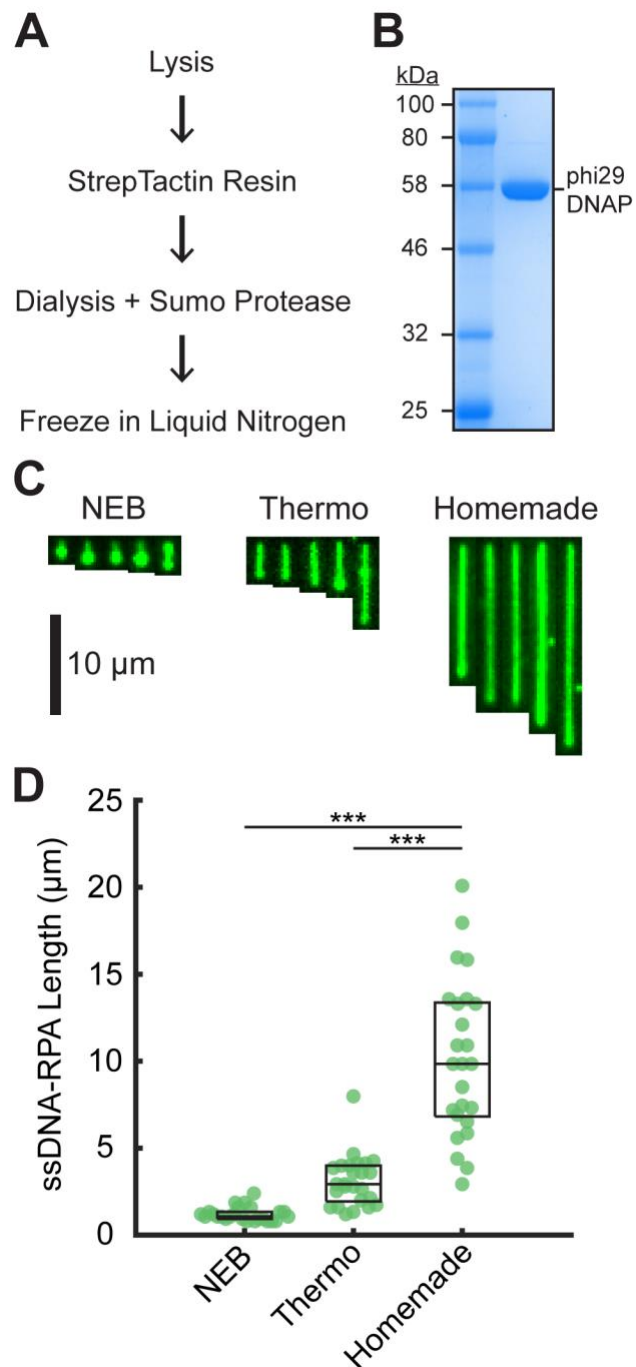 A
Lysis
StrepTactin Resin
Dialysis + Sumo Protease
Freeze in Liquid Nitrogen
B
kDa
100
80
58
46
32
25
phi29
DNAP
C
NEB Thermo Homemade
10 µm
D
ssDNA-RPA Length (µm)
25
20
15
10
5
0
***
***
NEB
Thermo
Homemade